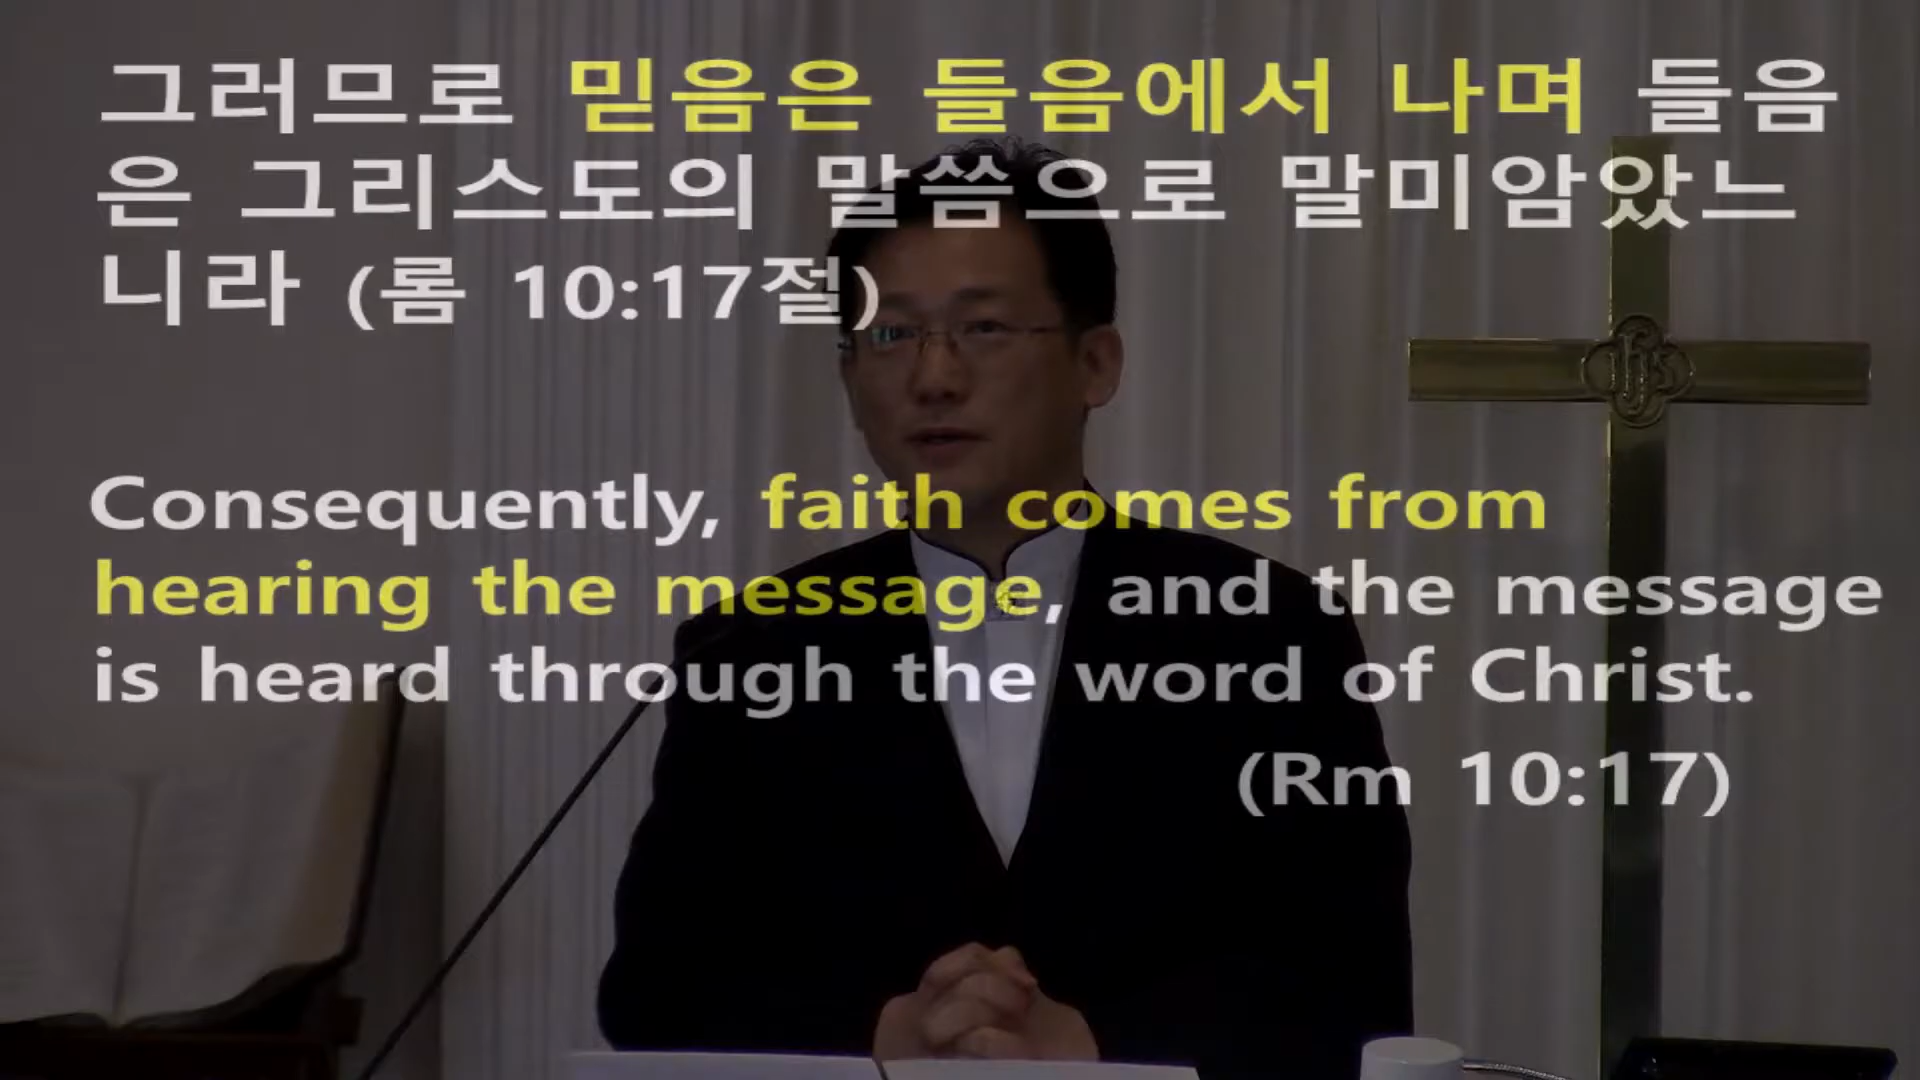 그러므로 믿음은 들음에서 나며 들음
은 그리스도의 말씀으로 말미암았느
니라 (롬 10:17절)
Consequently, faith comes from
hearing the message, and the message
is heard through the word of Christ.
(Rm 10:17)
ihs